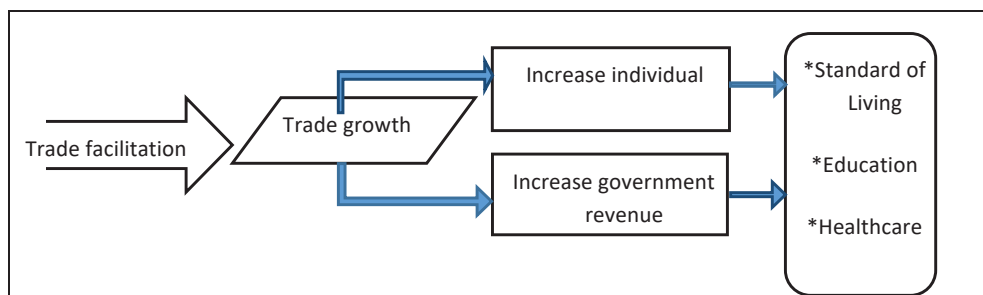 Trade facilitation
Trade growth
Increase individual
Increase government
revenue
*Standard of
Living
*Education
*Healthcare